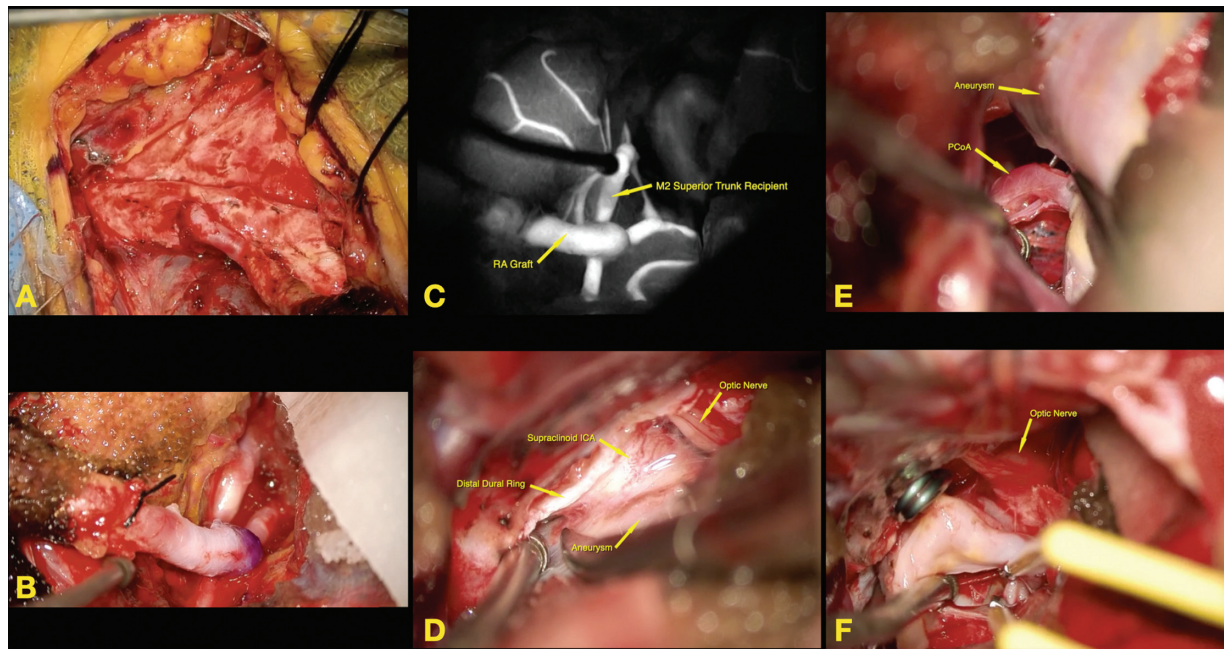 A
B
M2 Superior Trunk Recipient
RA Graft
C
Optic Nerve
Supraclinoid ICA
Distal Dural Ring
Aneurysm
D
Aneurysm
PCoA
E
Optic Nerve
F